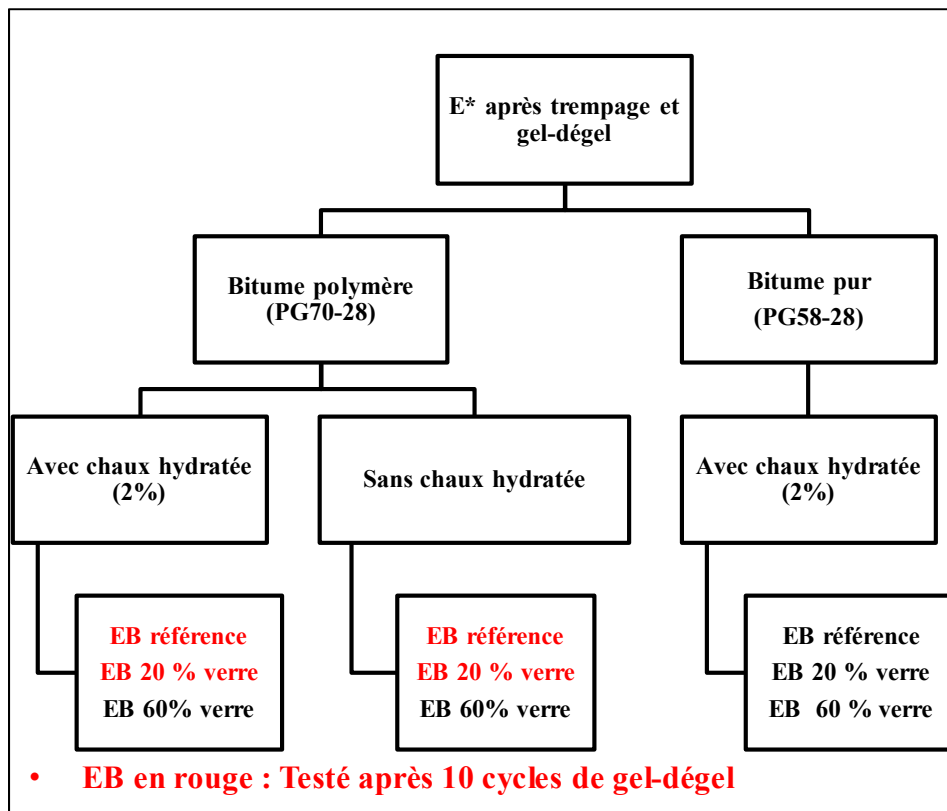 E* après trempage et
gel-dégel
Bitume polymère
(PG70-28)
Bitume pur
(PG58-28)
Avec chaux hydratée
(2%)
Sans chaux hydratée
Avec chaux hydratée
(2%)
EB référence
EB 20 % verre
EB 60% verre
EB référence
EB 20 % verre
EB 60% verre
EB référence
EB 20 % verre
EB 60 % verre
• EB en rouge : Testé après 10 cycles de gel-dégel